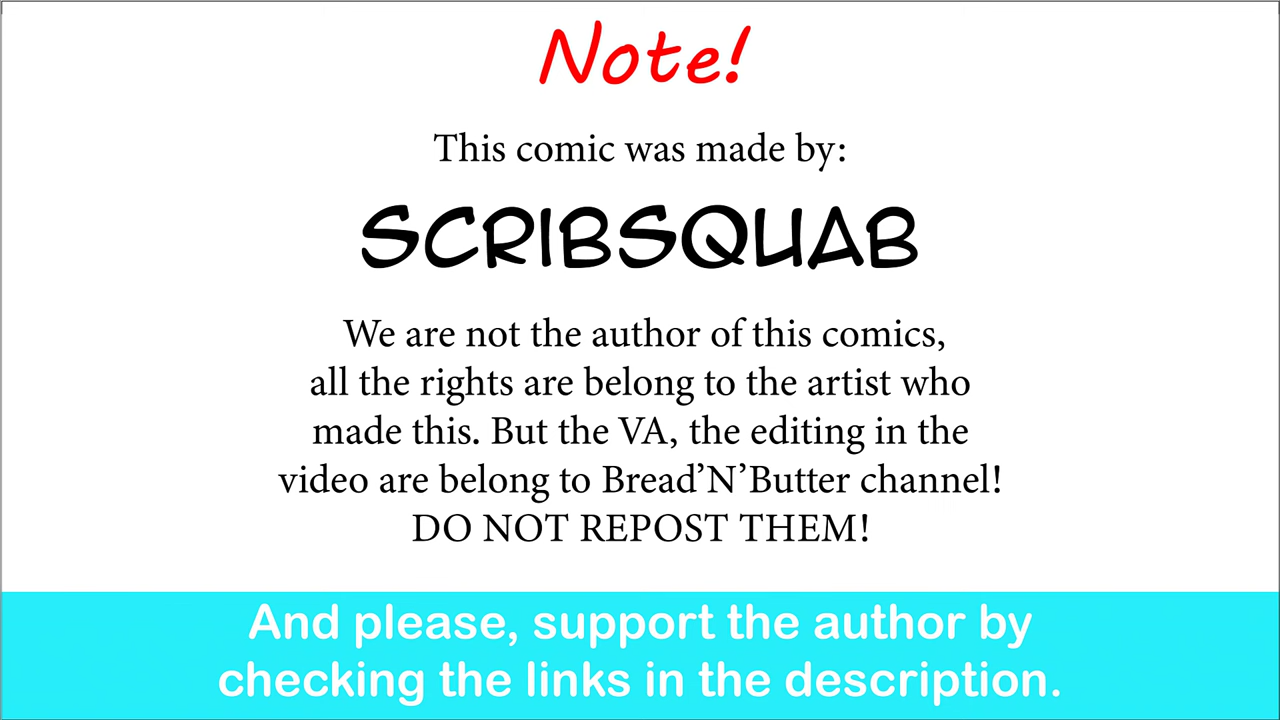 Note!
This comic was made by:
SCRIBSQUAB
We are not the author of this comics,
all the rights are belong to the artist who
made this. But the VA, the editing in the
video are belong to Bread’N’Butter channel!
DO NOT REPOST THEM!
And please, support the author by
checking the links in the description.